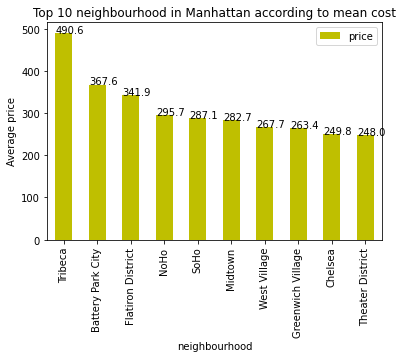 Top 10 neighbourhood in Manhattan according to mean cost
price
Average price
500
400
300
200
100
0
490.6
367.6
341.9
295.7
287.1
282.7
267.7
263.4
249.8
248.0
Tribeca
Battery Park City
Flatiron District
NoHo
SoHo
Midtown
West Village
Greenwich Village
Chelsea
Theater District
neighbourhood